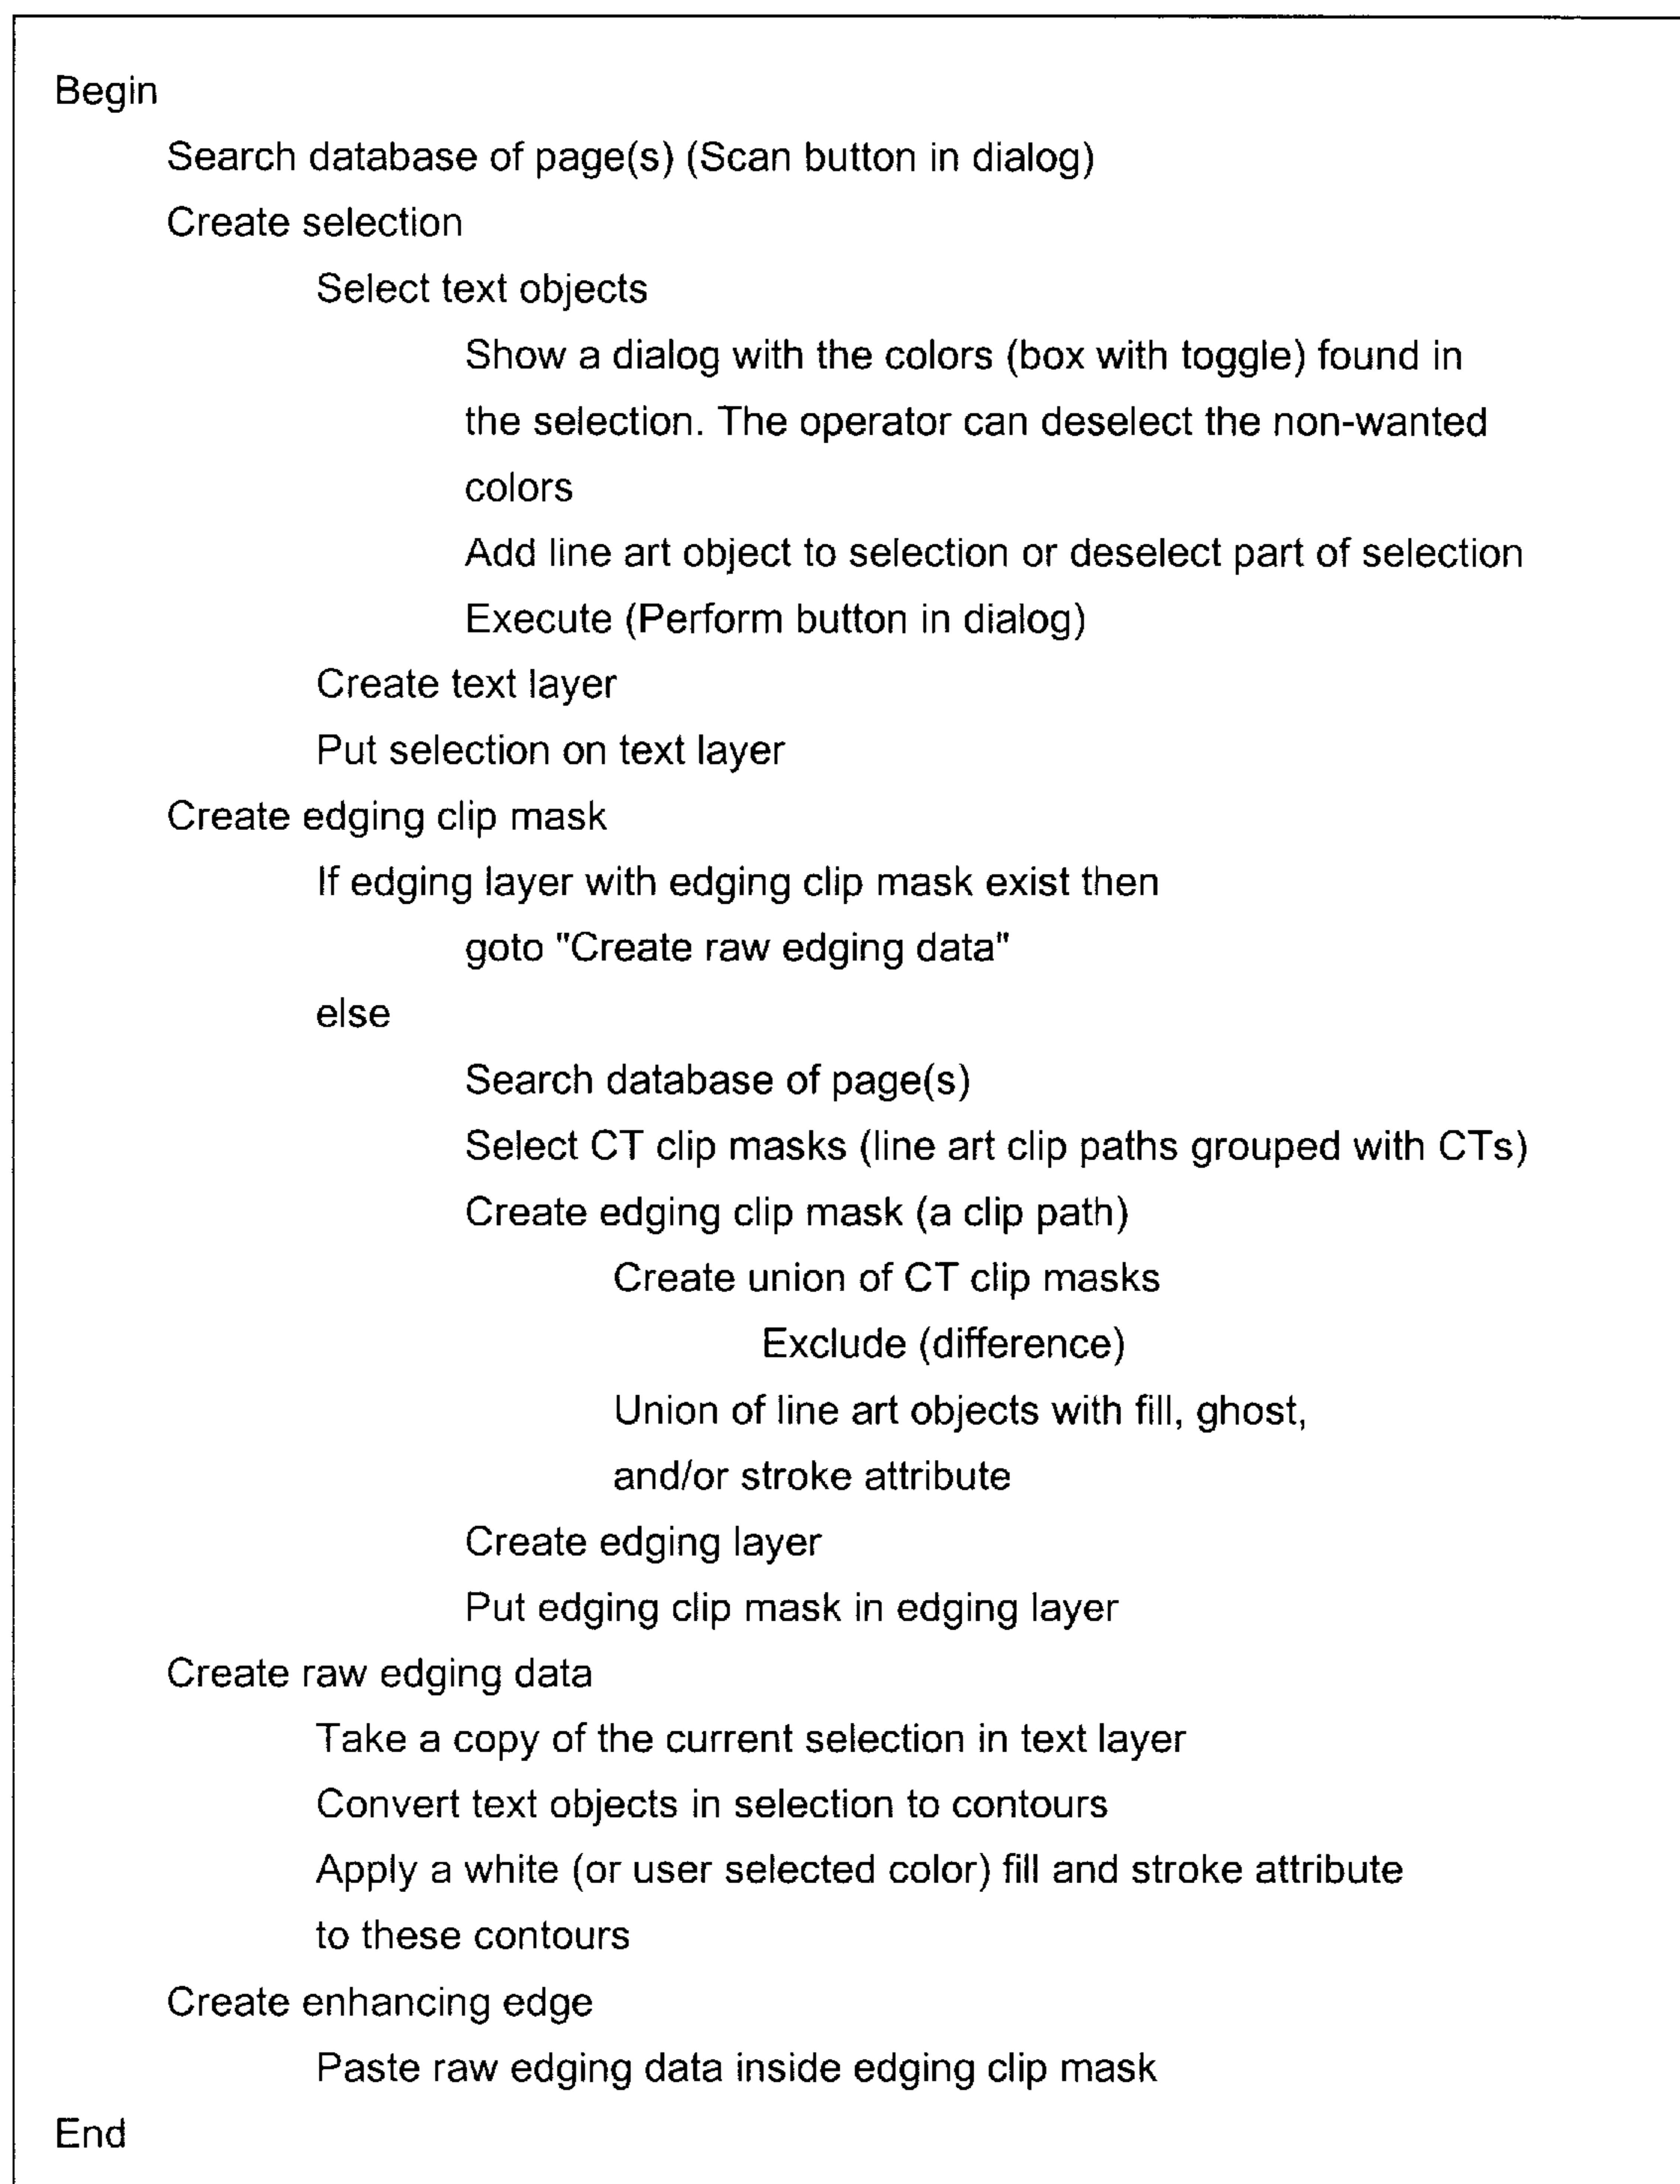 Begin
Search database of page(s) (Scan button in dialog)
Create selection
Select text objects
Show a dialog with the colors (box with toggle) found in
the selection. The operator can deselect the non-wanted
colors
Add line art object to selection or deselect part of selection
Execute (Perform button in dialog)
Create text layer
Put selection on text layer
Create edging clip mask
If edging layer with edging clip mask exist then
goto "Create raw edging data"
else
Search database of page(s)
Select CT clip masks (line art clip paths grouped with CTs)
Create edging clip mask (a clip path)
Create union of CT clip masks
Exclude (difference)
Union of line art objects with fill, ghost,
and/or stroke attribute
Create edging layer
Put edging clip mask in edging layer
Create raw edging data
Take a copy of the current selection in text layer
Convert text objects in selection to contours
Apply a white (or user selected color) fill and stroke attribute
to these contours
Create enhancing edge
Paste raw edging data inside edging clip mask
End